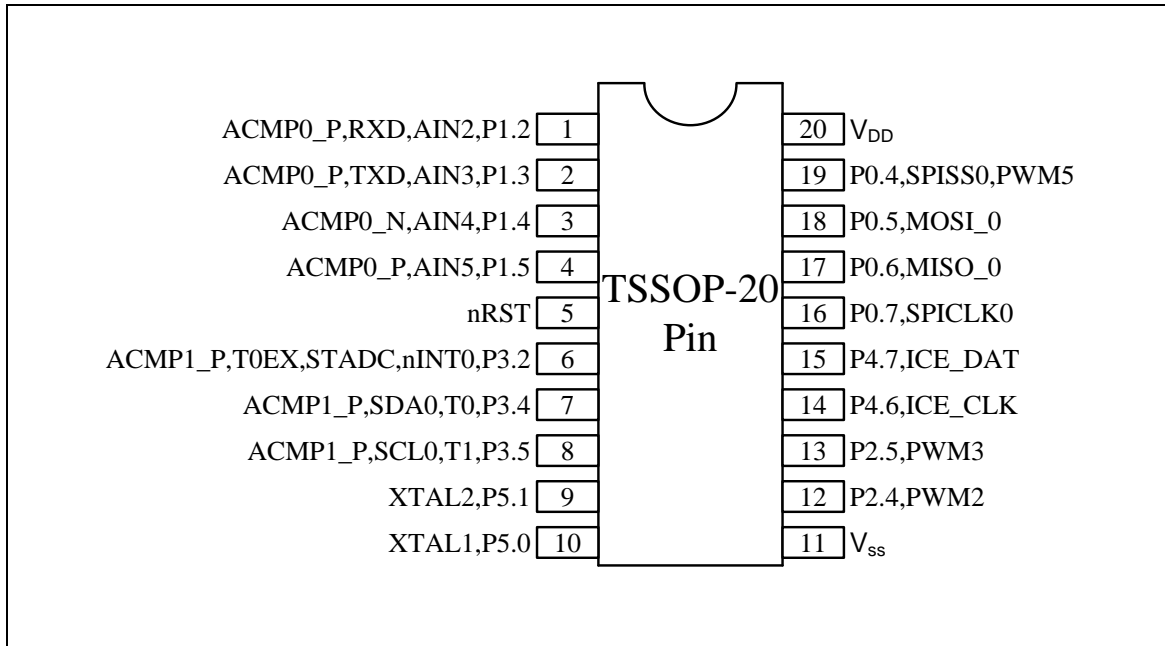 ACMP0_P,RXD,AIN2,P1.2 1
ACMP0_P,TXD,AIN3,P1.3 2
ACMP0_N,AIN4,P1.4 3
ACMP0_P,AIN5,P1.5 4
nRST 5
ACMP1_P,T0EX,STADC,nINT0,P3.2 6
ACMP1_P,SDA0,T0,P3.4 7
ACMP1_P,SCL0,T1,P3.5 8
XTAL2,P5.1 9
XTAL1,P5.0 10
TSSOP-20
Pin
20 VDD
19 P0.4,SPISS0,PWM5
18 P0.5,MOSI_0
17 P0.6,MISO_0
16 P0.7,SPICLK0
15 P4.7,ICE_DAT
14 P4.6,ICE_CLK
13 P2.5,PWM3
12 P2.4,PWM2
11 Vss